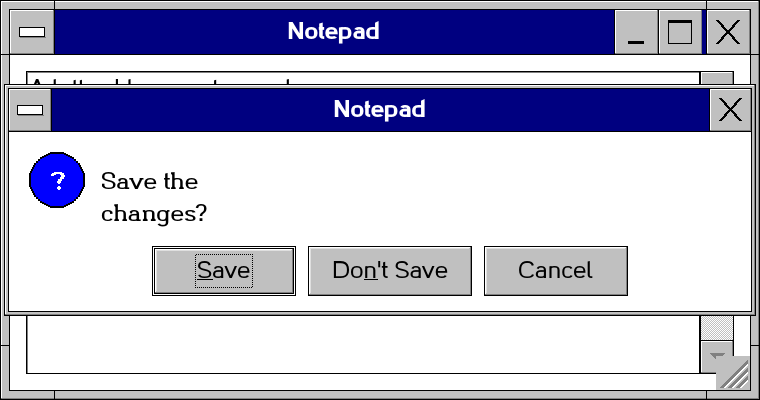 Notepad
Notepad
?
Save the
changes?
Save
Don't Save
Cancel